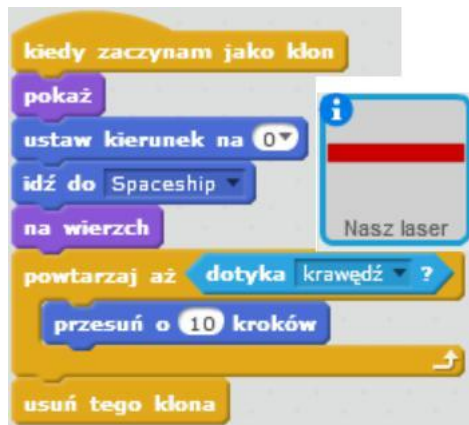 kiedy zaczynam jako klon
pokaż
ustaw kierunek na 0
idź do Spaceship
na wierzch
powtarzaj aż dotyka krawędź ?
przesuń o 10 kroków
usuń tego klona
i
Nasz laser